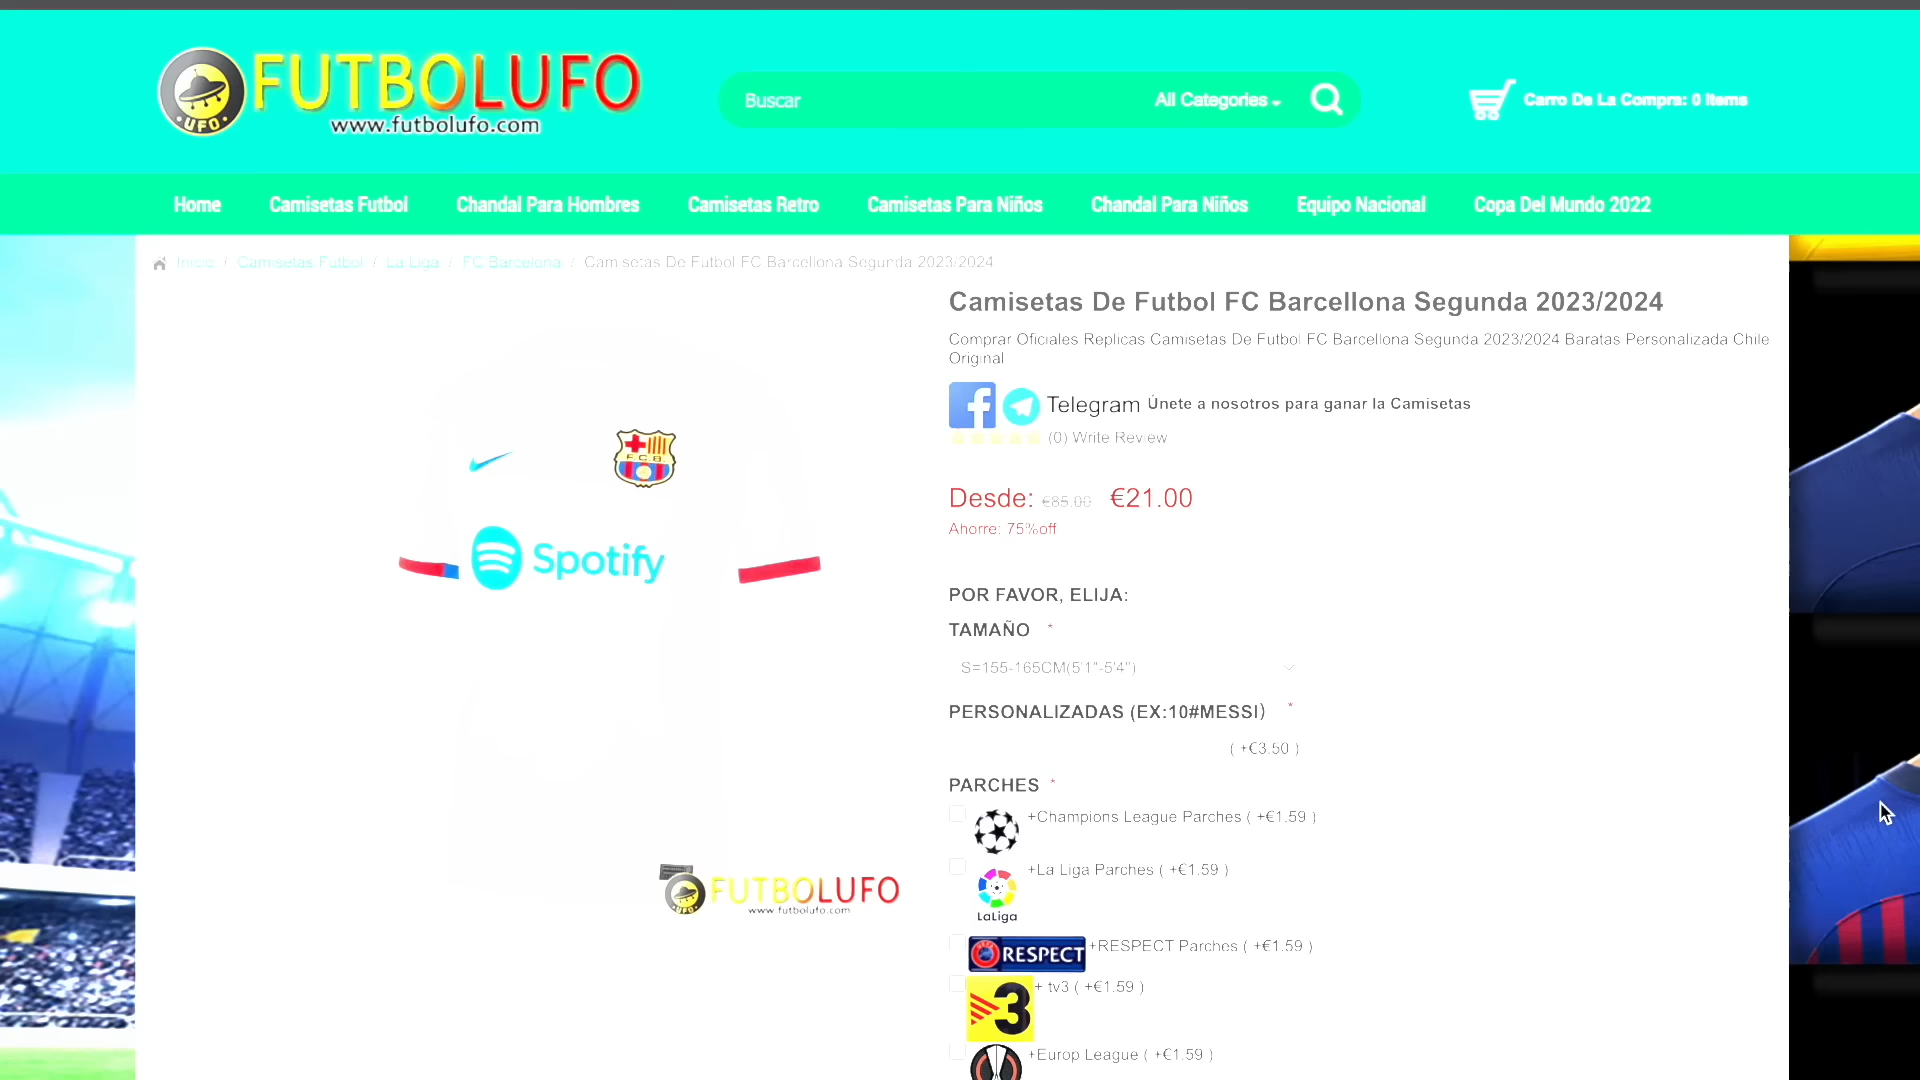 FUTBOLUFO
UFO
www.futbolufo.com
Buscar
All Categories
Carro De La Compra: 0 Items
Home
Camisetas Futbol
Chandal Para Hombres
Camisetas Retro
Camisetas Para Niños
Chandal Para Niños
Equipo Nacional
Copa Del Mundo 2022
Inicio / Camisetas Futbol / La Liga / FC Barcelona / Camisetas De Futbol FC Barcellona Segunda 2023/2024
Camisetas De Futbol FC Barcellona Segunda 2023/2024
Comprar Oficiales Replicas Camisetas De Futbol FC Barcellona Segunda 2023/2024 Baratas Personalizada Chile
Original
Telegram Únete a nosotros para ganar la Camisetas
(0) Write Review
F C B
Spotify
Desde: €85.00 €21.00
Ahorre: 75%off
POR FAVOR, ELIJA:
TAMAÑO *
S=155-165CM(5'1"-5'4")
PERSONALIZADAS (EX:10#MESSI) *
( +€3.50 )
PARCHES *
+Champions League Parches ( +€1.59 )
+La Liga Parches ( +€1.59 )
LaLiga
RESPECT +RESPECT Parches ( +€1.59 )
3 + tv3 ( +€1.59 )
+Europ League ( +€1.59 )
FUTBOLUFO
UFO
www.futbolufo.com